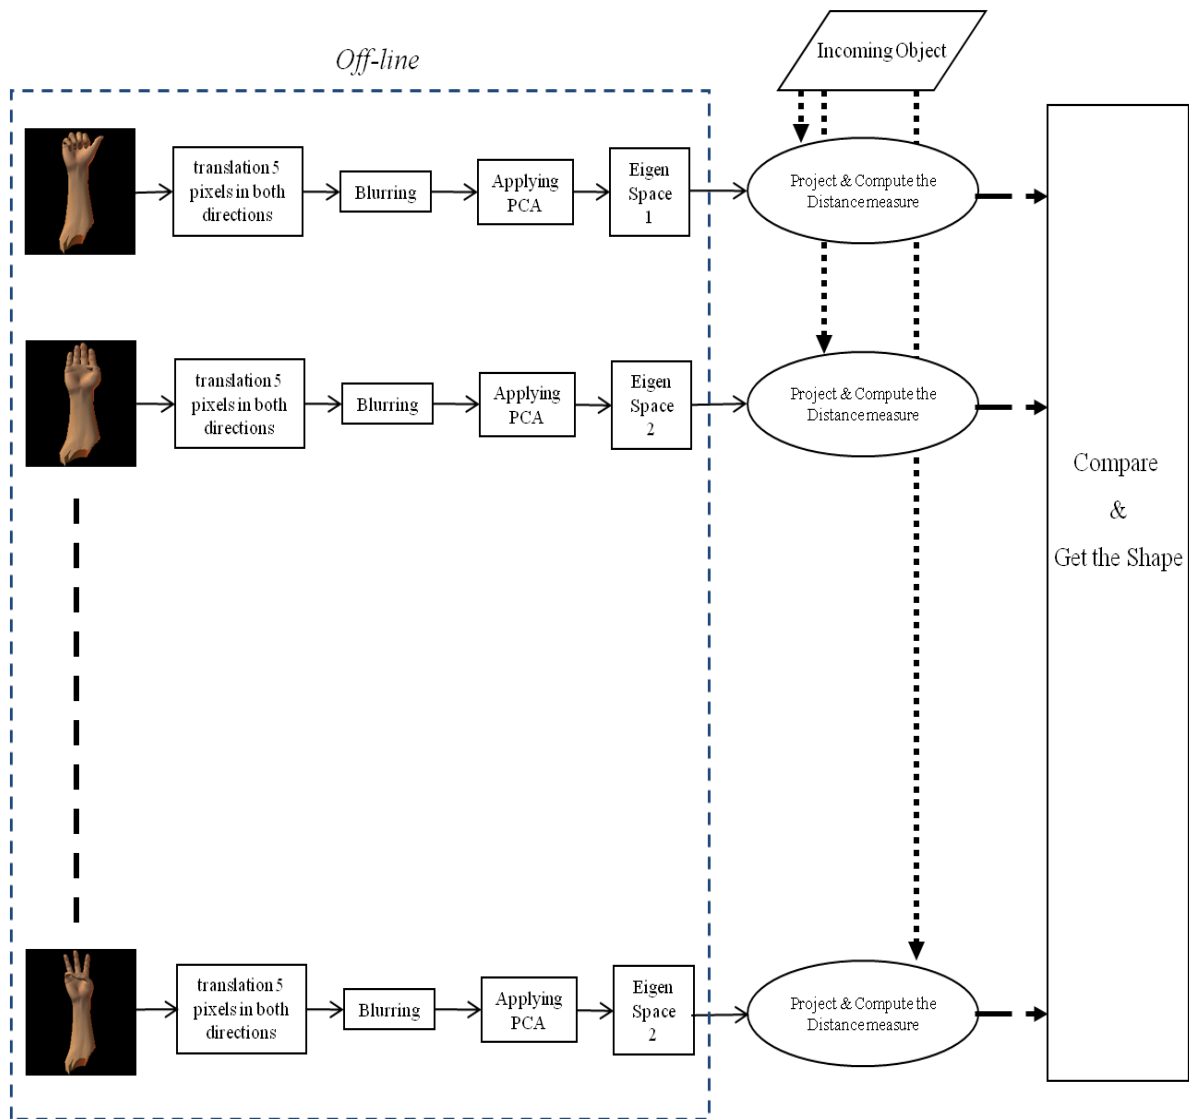 Off-line
Incoming Object
translation 5
pixels in both
directions
Blurring
Applying
PCA
Eigen
Space
1
Project & Compute the
Distance measure
translation 5
pixels in both
directions
Blurring
Applying
PCA
Eigen
Space
2
Project & Compute the
Distance measure
Compare
&
Get the Shape
translation 5
pixels in both
directions
Blurring
Applying
PCA
Eigen
Space
2
Project & Compute the
Distance measure